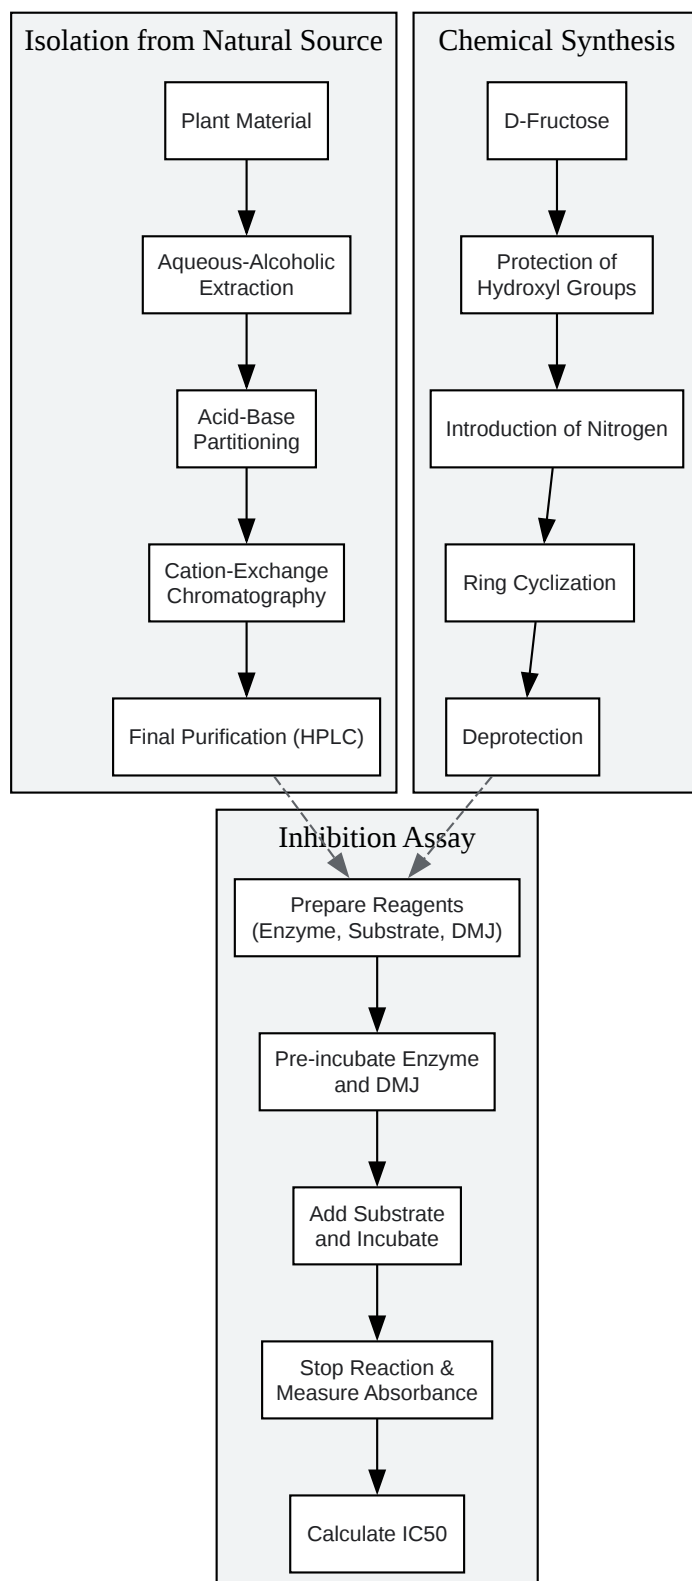 Isolation from Natural Source
Plant Material
Aqueous-Alcoholic
Extraction
Acid-Base
Partitioning
Cation-Exchange
Chromatography
Final Purification (HPLC)
Chemical Synthesis
D-Fructose
Protection of
Hydroxyl Groups
Introduction of Nitrogen
Ring Cyclization
Deprotection
Inhibition Assay
Prepare Reagents
(Enzyme, Substrate, DMJ)
Pre-incubate Enzyme
and DMJ
Add Substrate
and Incubate
Stop Reaction &
Measure Absorbance
Calculate IC50